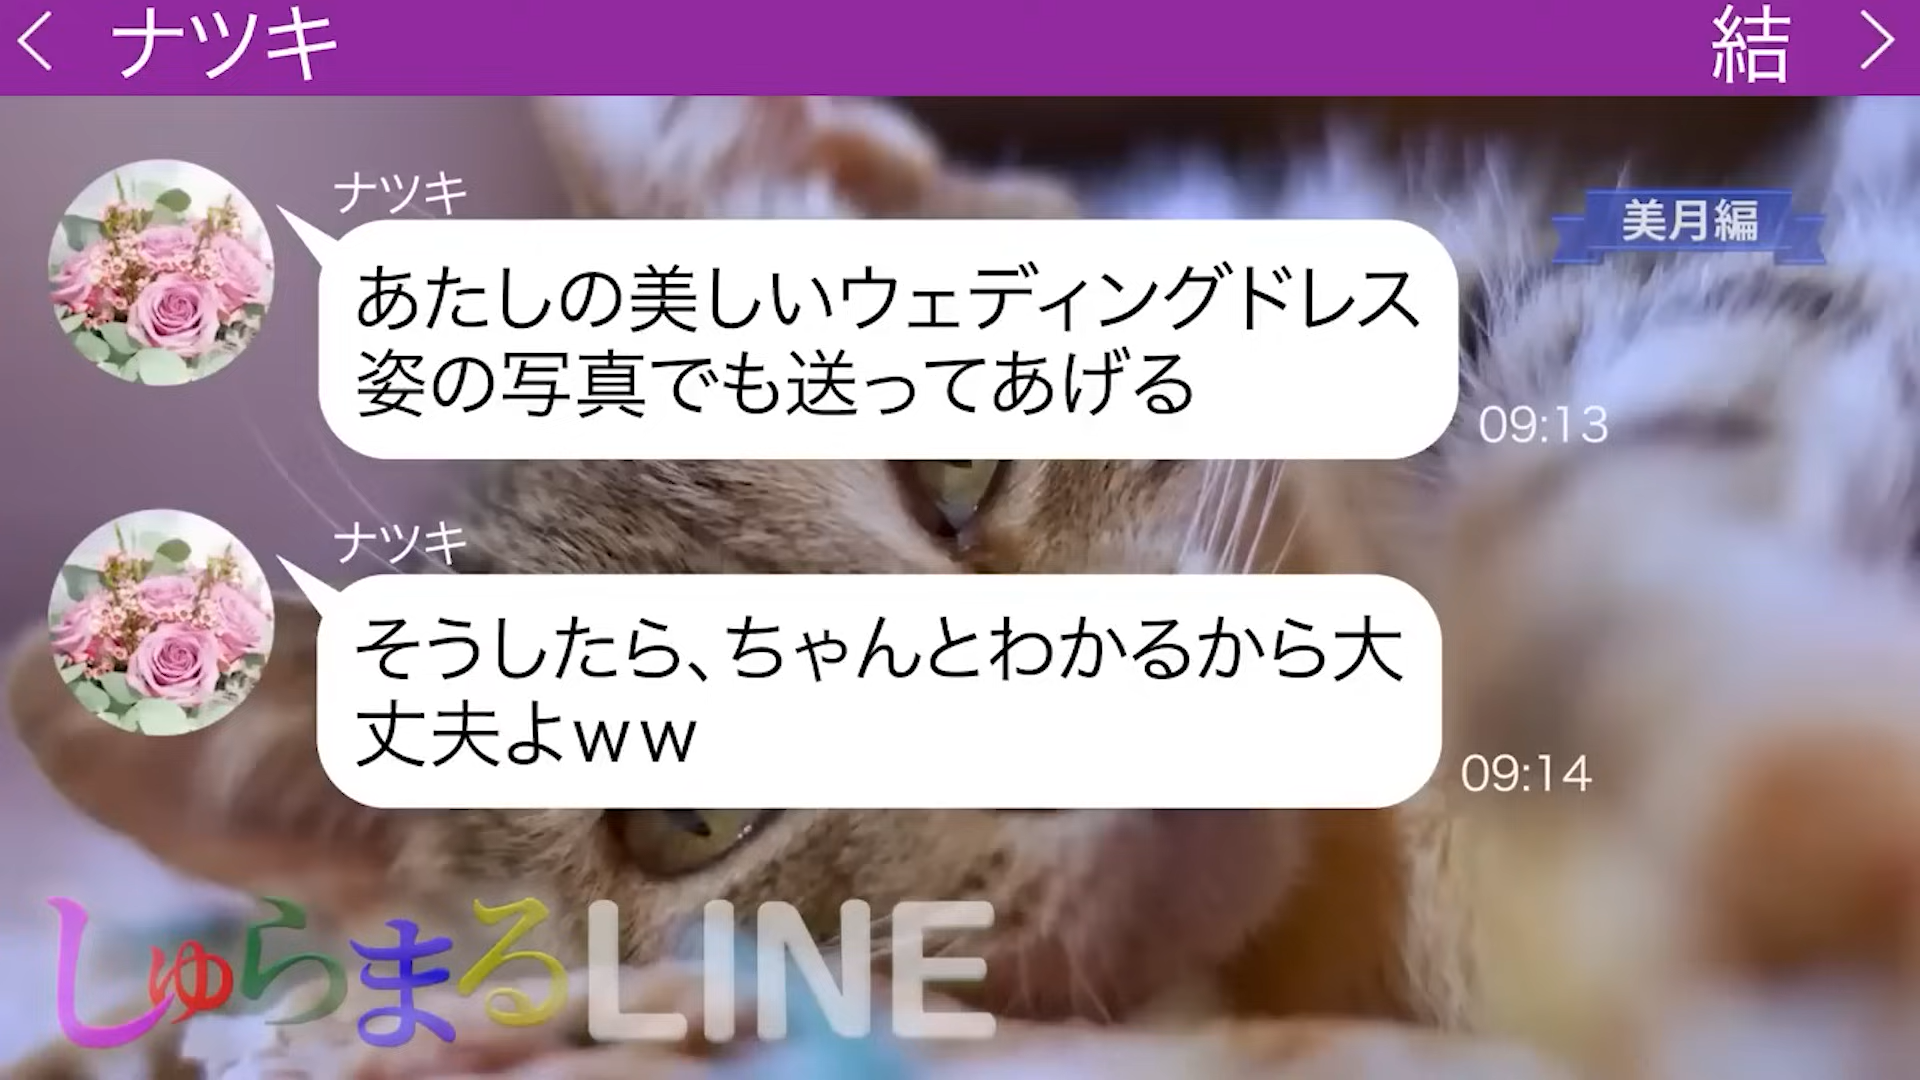 ナツキ
結
美月編
ナツキ
あたしの美しいウェディングドレス
姿の写真でも送ってあげる
09:13
ナツキ
そうしたら、ちゃんとわかるから大
丈夫よｗｗ
09:14
しゅらまるLINE